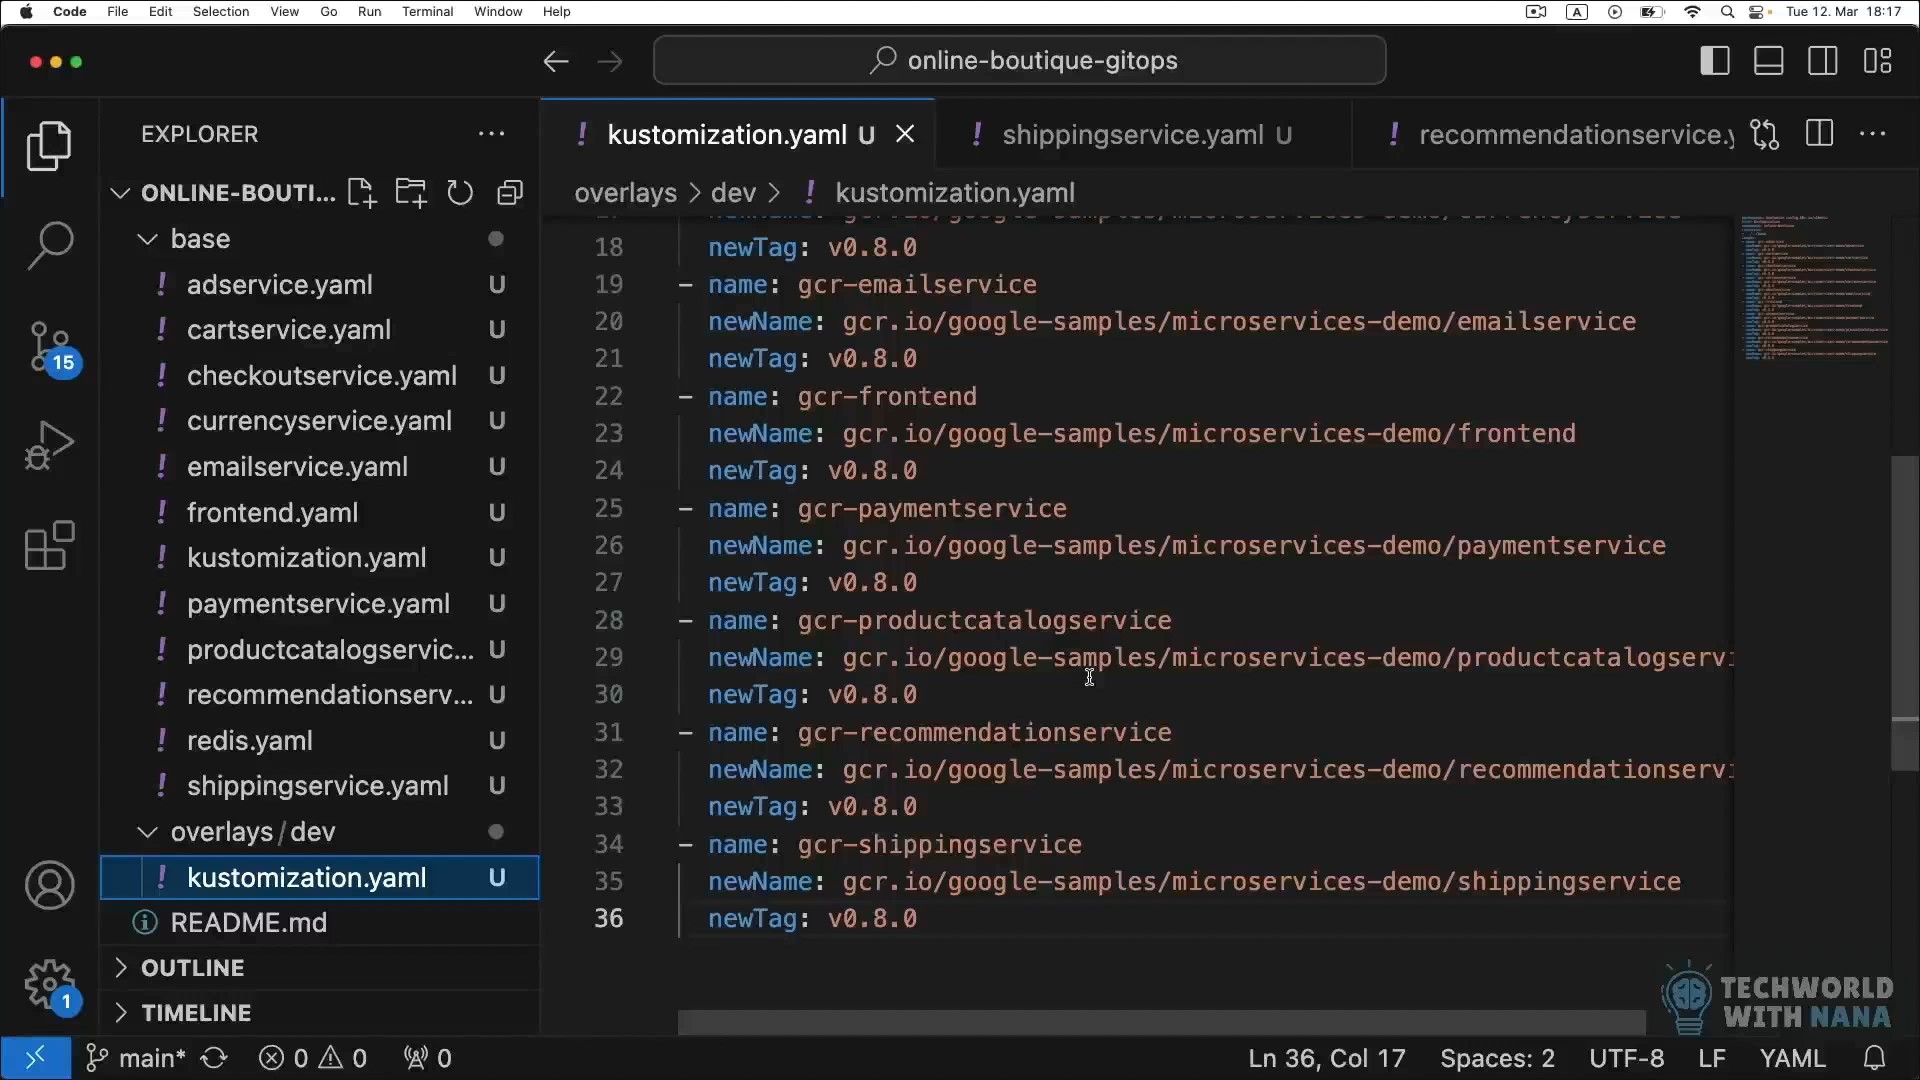 Code File Edit Selection View Go Run Terminal Window Help
A
Tue 12. Mar 18:17
online-boutique-gitops
EXPLORER
ONLINE-BOUTI...
base
adservice.yaml U
cartservice.yaml U
checkoutservice.yaml U
currencyservice.yaml U
emailservice.yaml U
frontend.yaml U
kustomization.yaml U
paymentservice.yaml U
productcatalogservic... U
recommendationserv... U
redis.yaml U
shippingservice.yaml U
overlays/dev
kustomization.yaml U
README.md
OUTLINE
TIMELINE
15
1
kustomization.yaml U
shippingservice.yaml U
recommendationservice.y
overlays > dev > ! kustomization.yaml
18 newTag: v0.8.0
19 - name: gcr-emailservice
20 newName: gcr.io/google-samples/microservices-demo/emailservice
21 newTag: v0.8.0
22 - name: gcr-frontend
23 newName: gcr.io/google-samples/microservices-demo/frontend
24 newTag: v0.8.0
25 - name: gcr-paymentservice
26 newName: gcr.io/google-samples/microservices-demo/paymentservice
27 newTag: v0.8.0
28 - name: gcr-productcatalogservice
29 newName: gcr.io/google-samples/microservices-demo/productcatalogservi
30 newTag: v0.8.0
31 - name: gcr-recommendationservice
32 newName: gcr.io/google-samples/microservices-demo/recommendationservi
33 newTag: v0.8.0
34 - name: gcr-shippingservice
35 newName: gcr.io/google-samples/microservices-demo/shippingservice
36 newTag: v0.8.0
TECHWORLD
WITH NANA
main* 0 0 0
Ln 36, Col 17 Spaces: 2 UTF-8 LF YAML